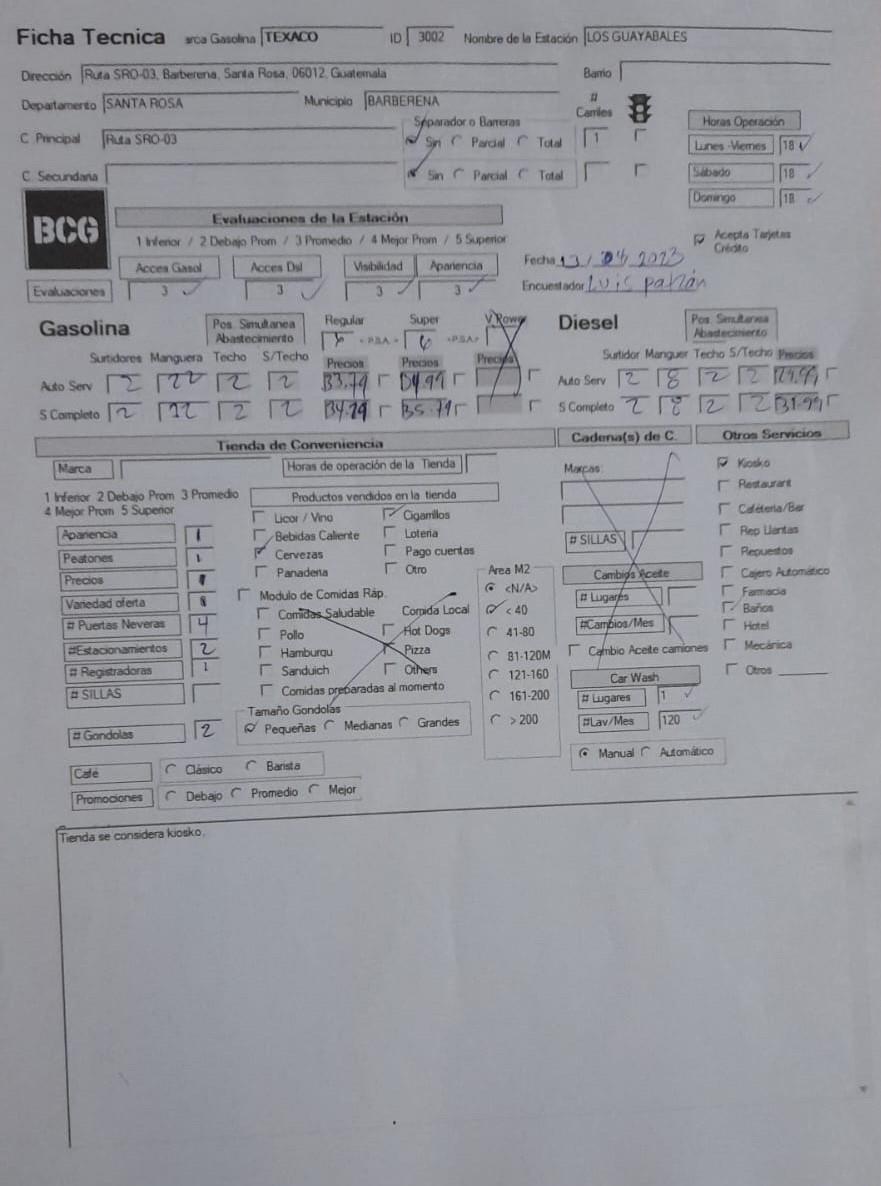 Ficha Tecnica arca Gasolina TEXACO ID 3002 Nombre de la Estación LOS GUAYABALES
Dirección Ruta SRO-03, Barberena, Santa Rosa, 06012, Guatemala Barrio
Departamento SANTA ROSA Municipio BARBERENA
Separador o Barreras # Carriles Horas Operación
C. Principal Ruta SRO-03 Sin Parcial Total 1 Lunes -Viernes 18
C. Secundaria Sin Parcial Total Sábado 18
Domingo 18
BCG
Evaluaciones de la Estación
1 Inferior / 2 Debajo Prom / 3 Promedio / 4 Mejor Prom / 5 Superior
Acepta Tarjetas Crédito
Acces Gasol Acces Dsl Visibilidad Apariencia Fecha 13/ 2023
Evaluaciones 3 3 3 3 Encuestador Luis
Gasolina Pos. Simultanea Abastecimiento Regular + P.S.A. + Super 6 +P.S.A.+ V Power Diesel Pos. Simultanea Abastecimiento
Surtidores Manguera Techo S/Techo Precios Precios Precios Surtidor Manguer Techo S/Techo Precios
Auto Serv 2 2 2 33.79 34.99 Auto Serv 2 8 2 2 29.99
S Completo 2 2 2 34.79 35.79 S Completo 2 8 2 2 31.99
Tienda de Conveniencia Cadena(s) de C. Otros Servicios
Marca Horas de operación de la Tienda Marcas
1 Inferior 2 Debajo Prom 3 Promedio
4 Mejor Prom 5 Superior
Productos vendidos en la tienda
Apariencia 1
Peatones 1
Precios
Variedad oferta
# Puertas Neveras 4
#Estacionamientos 2
# Registradoras 1
# SILLAS
# Gondolas 2
Licor / Vino Cigarrillos
Bebidas Caliente Loteria
Cervezas Pago cuentas
Panaderia Otro
Modulo de Comidas Ráp.
Comidas Saludable Comida Local
Pollo Hot Dogs
Hamburqu Pizza
Sanduich Others
Comidas preparadas al momento
Tamaño Gondolas
Pequeñas Medianas Grandes
Area M2
<N/A>
< 40
41-80
81-120M
121-160
161-200
> 200
# SILLAS
Cambios Aceite
# Lugares
#Cambios/Mes
Cambio Aceite camiones
Car Wash
# Lugares 1
#Lav/Mes 120
Manual Automático
Kiosko
Restaurant
Cafeteria/Bar
Rep Llantas
Repuestos
Cajero Automático
Farmacia
Baños
Hotel
Mecánica
Otros
Café Clásico Barista
Promociones Debajo Promedio Mejor
Tienda se considera kiosko.